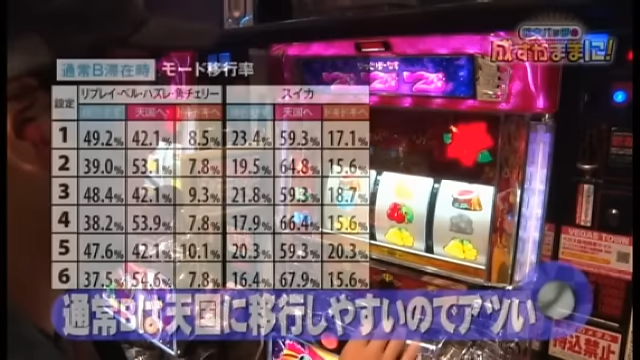 成すがままに!
通常B滞在時 モード移行率
設定 リプレイ・ベル・ハズレ・角チェリー スイカ
天国へ ドキドキへ 天国へ ドキドキへ
1 49.2% 42.1% 8.5% 23.4% 59.3% 17.1%
2 39.0% 53.1% 7.8% 19.5% 64.8% 15.6%
3 48.4% 42.1% 9.3% 21.8% 59.3% 18.7%
4 38.2% 53.9% 7.8% 17.9% 66.4% 15.6%
5 47.6% 42.1% 10.1% 20.3% 59.3% 20.3%
6 37.5% 54.6% 7.8% 16.4% 67.9% 15.6%
通常Bは天国に移行しやすいのでアツい
持込禁止